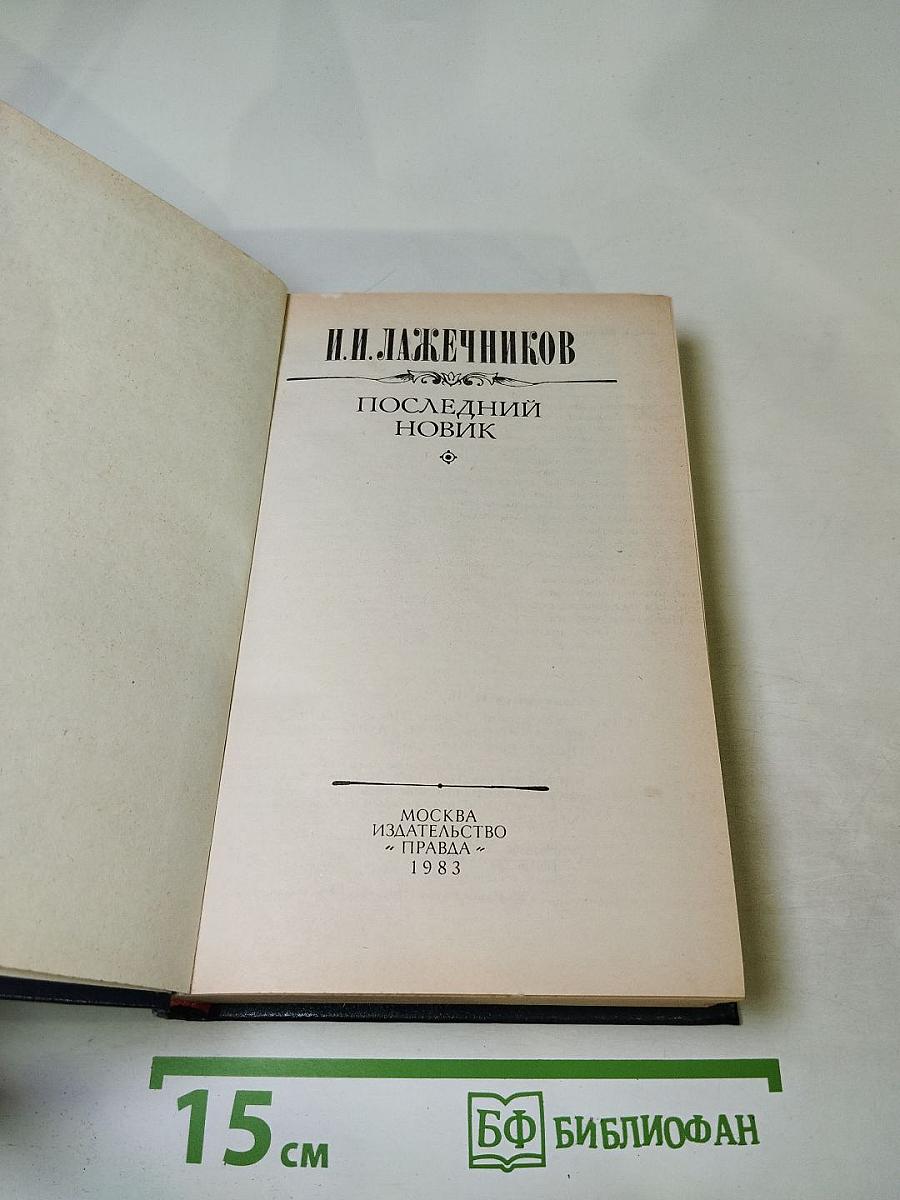 И.И.ЛАЖЕЧНИКОВ
ПОСЛЕДНИЙ
НОВИК
МОСКВА
ИЗДАТЕЛЬСТВО
„ ПРАВДА „
1983
15 см
БФ БИБЛИОФАН